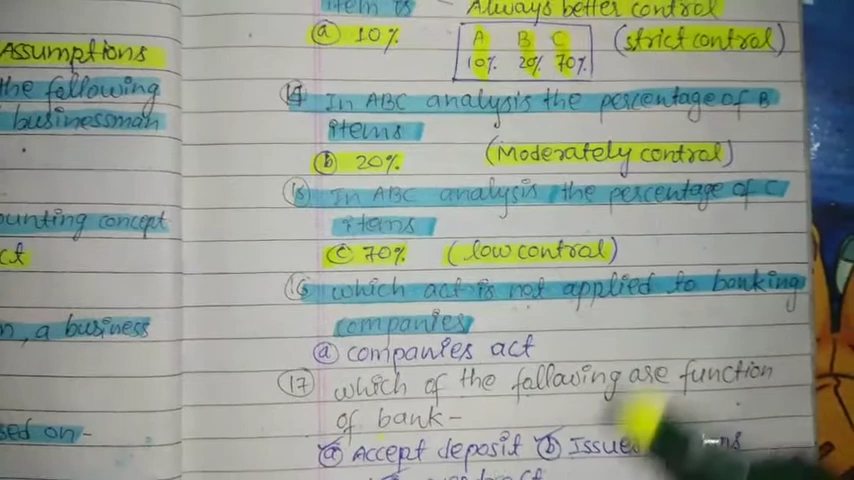 Assumptions
the following
businessman
ounting concept
ct
n, a business
sed on-
item is - Always better control
(a) 10%
A B C
10% 20% 70%
(strict control)
(14) In ABC analysis the percentage of B
items
(b) 20% (Moderately control)
(15) In ABC analysis the percentage of C
items
(c) 70% (low control)
(16) which act is not applied to banking
companies
(a) companies act
(17) which of the following are function
of bank-
(a) Accept deposit (b) Issue